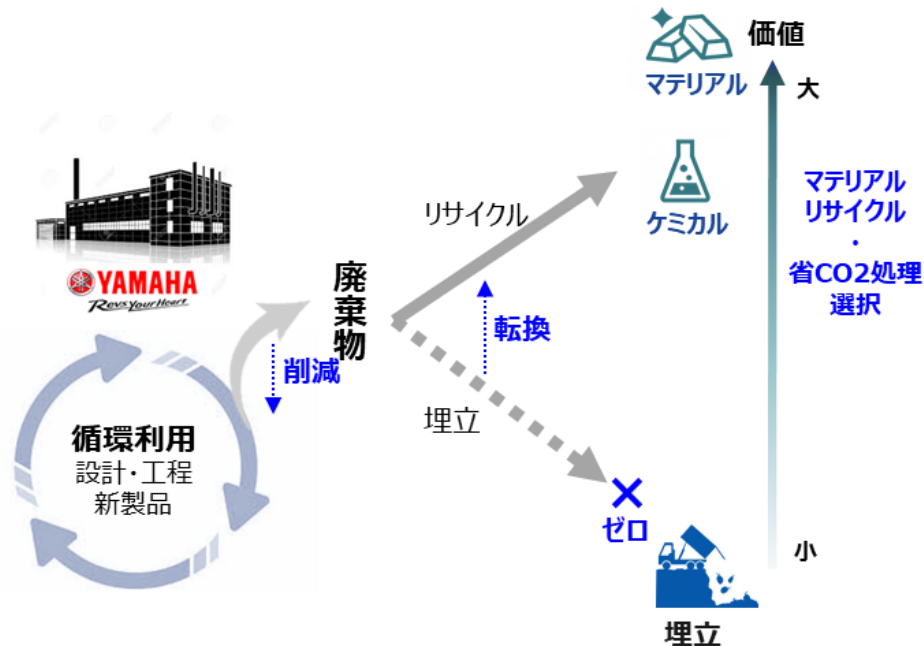 価値
大
マテリアル
マテリアル
リサイクル
・
省CO2処理
選択
ケミカル
リサイクル
YAMAHA
Revs Your Heart
廃棄物
転換
削減
埋立
循環利用
設計・工程
新製品
ゼロ
小
埋立